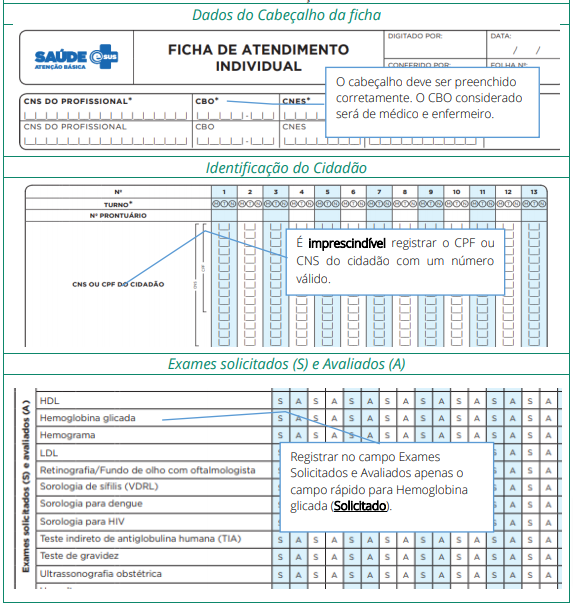 Dados do Cabeçalho da ficha
SAÚDE e SUS
ATENÇÃO BÁSICA
FICHA DE ATENDIMENTO
INDIVIDUAL
DIGITADO POR:
DATA:
/ /
CONFERIDO POR:
FOLHA Nº:
CNS DO PROFISSIONAL*
CBO*
CNES*
CNS DO PROFISSIONAL
CBO
CNES
O cabeçalho deve ser preenchido
corretamente. O CBO considerado
será de médico e enfermeiro.
Identificação do Cidadão
Nº 1 2 3 4 5 6 7 8 9 10 11 12 13
TURNO* M T N M T N M T N M T N M T N M T N M T N M T N M T N M T N M T N M T N M T N
Nº PRONTUÁRIO
CNS OU CPF DO CIDADÃO
CNS
CPF
É imprescindível registrar o CPF ou
CNS do cidadão com um número
válido.
Exames solicitados (S) e Avaliados (A)
Exames solicitados (S) e avaliados (A)
HDL S A S A S A S A S A S A S A S A
Hemoglobina glicada S A S A S A S A S A S A S A S A
Hemograma S A S A S A S A S A S A S A S A
LDL S A S A
Retinografia/Fundo de olho com oftalmologista S A S A
Sorologia de sífilis (VDRL) S A S A
Sorologia para dengue S A S A
Sorologia para HIV S A S A
Teste indireto de antiglobulina humana (TIA) S A S A S A S A S A S A S A S A
Teste de gravidez S A S A S A S A S A S A S A S A
Ultrassonografia obstétrica S A S A S A S A S A S A S A S A
Registrar no campo Exames
Solicitados e Avaliados apenas o
campo rápido para Hemoglobina
glicada (Solicitado).